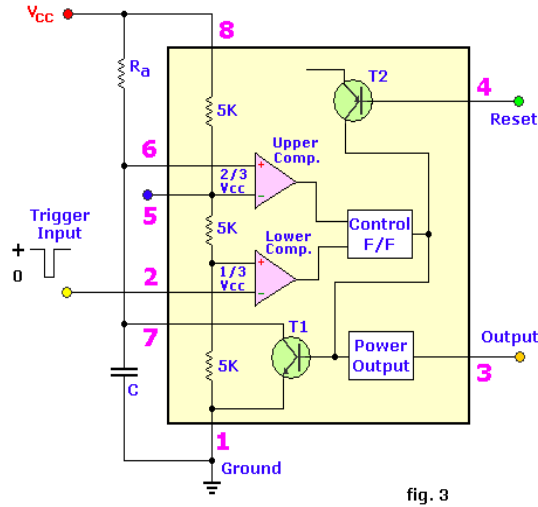 Vcc
8
Ra
T2
4
Reset
5K
6
Upper
Comp.
+
2/3
Vcc
−
5
Trigger
Input
+
0
5K
Control
F/F
Lower
Comp.
+
2
1/3
Vcc
−
7
T1
Power
Output
Output
3
5K
C
1
Ground
fig. 3